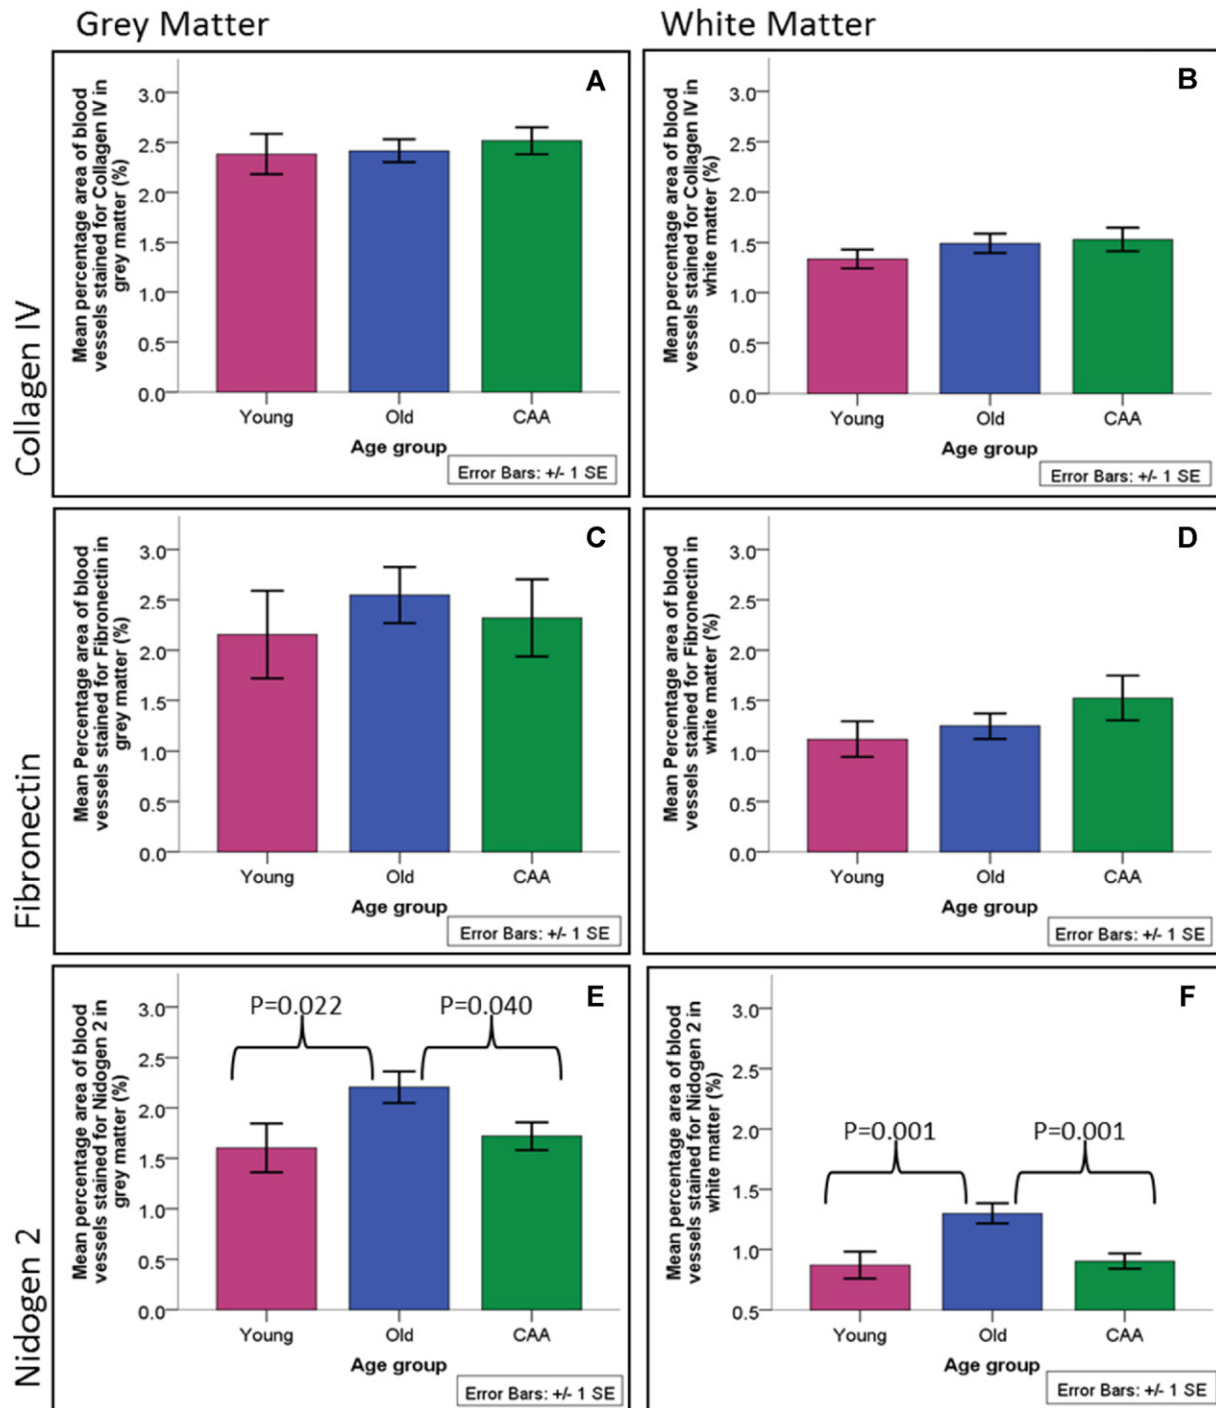 Grey Matter
White Matter
Collagen IV
A
Mean percentage area of blood
vessels stained for Collagen IV in
grey matter (%)
3.0
2.5
2.0
1.5
1.0
0.5
0.0
Young Old CAA
Age group
Error Bars: +/- 1 SE
B
Mean percentage area of blood
vessels stained for Collagen IV in
white matter (%)
3.0
2.5
2.0
1.5
1.0
0.5
0.0
Young Old CAA
Age group
Error Bars: +/- 1 SE
Fibronectin
C
Mean Percentage area of blood
vessels stained for Fibronectin in
grey matter (%)
3.0
2.5
2.0
1.5
1.0
0.5
0.0
Young Old CAA
Age group
Error Bars: +/- 1 SE
D
Mean Percentage area of blood
vessels stained for Fibronectin in
white matter (%)
3.0
2.5
2.0
1.5
1.0
0.5
0.0
Young Old CAA
Age group
Error Bars: +/- 1 SE
Nidogen 2
E
Mean percentage area of blood
vessels stained for Nidogen 2 in
grey matter (%)
P=0.022 P=0.040
3.0
2.5
2.0
1.5
1.0
0.5
0.0
Young Old CAA
Age group
Error Bars: +/- 1 SE
F
Mean percentage area of blood
vessels stained for Nidogen 2 in
white matter (%)
P=0.001 P=0.001
3.0
2.5
2.0
1.5
1.0
0.5
Young Old CAA
Age group
Error Bars: +/- 1 SE